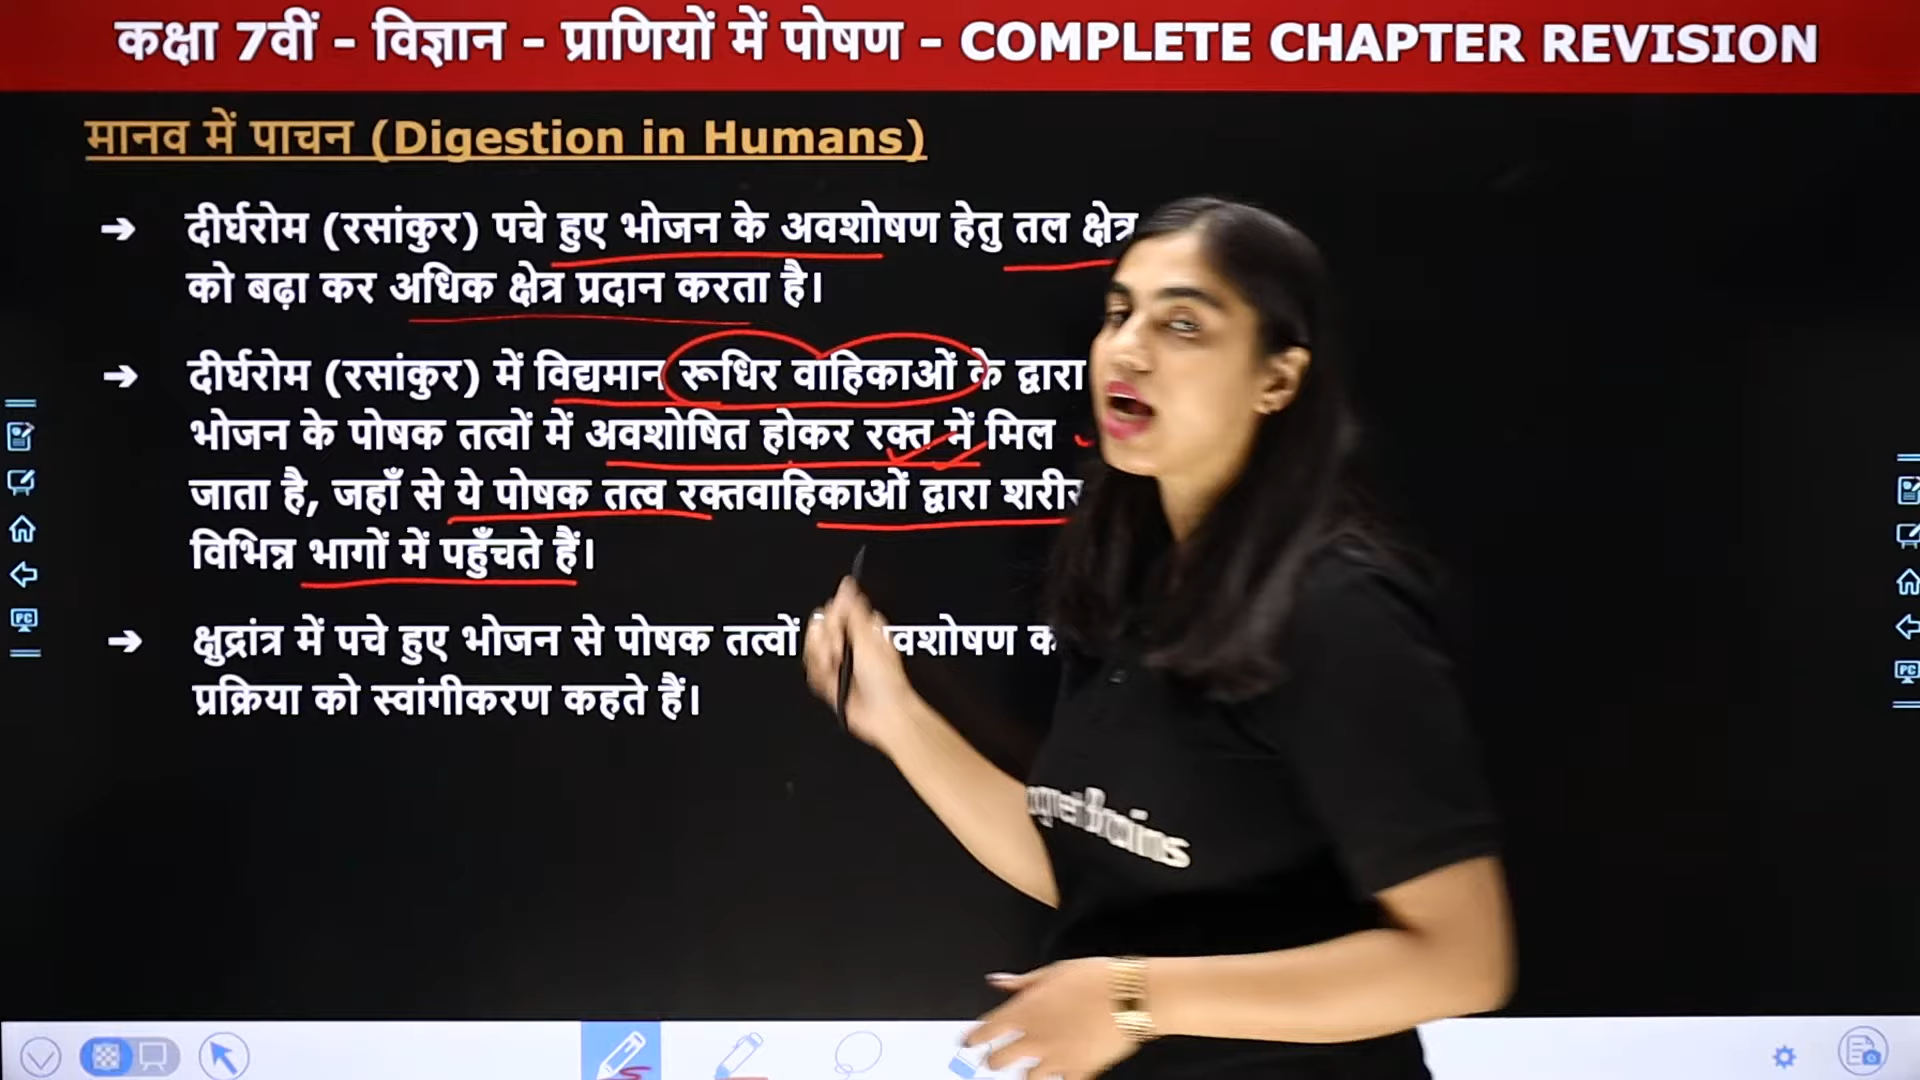 कक्षा 7वीं - विज्ञान - प्राणियों में पोषण - COMPLETE CHAPTER REVISION
मानव में पाचन (Digestion in Humans)
➔ दीर्घरोम (रसांकुर) पचे हुए भोजन के अवशोषण हेतु तल क्षेत्र
को बढ़ा कर अधिक क्षेत्र प्रदान करता है।
➔ दीर्घरोम (रसांकुर) में विद्यमान रूधिर वाहिकाओं के द्वारा
भोजन के पोषक तत्वों में अवशोषित होकर रक्त में मिल
जाता है, जहाँ से ये पोषक तत्व रक्तवाहिकाओं द्वारा
विभिन्न भागों में पहुँचते हैं।
➔ क्षुद्रांत्र में पचे हुए भोजन से पोषक तत्वों
प्रक्रिया को स्वांगीकरण कहते हैं।
PC
PC